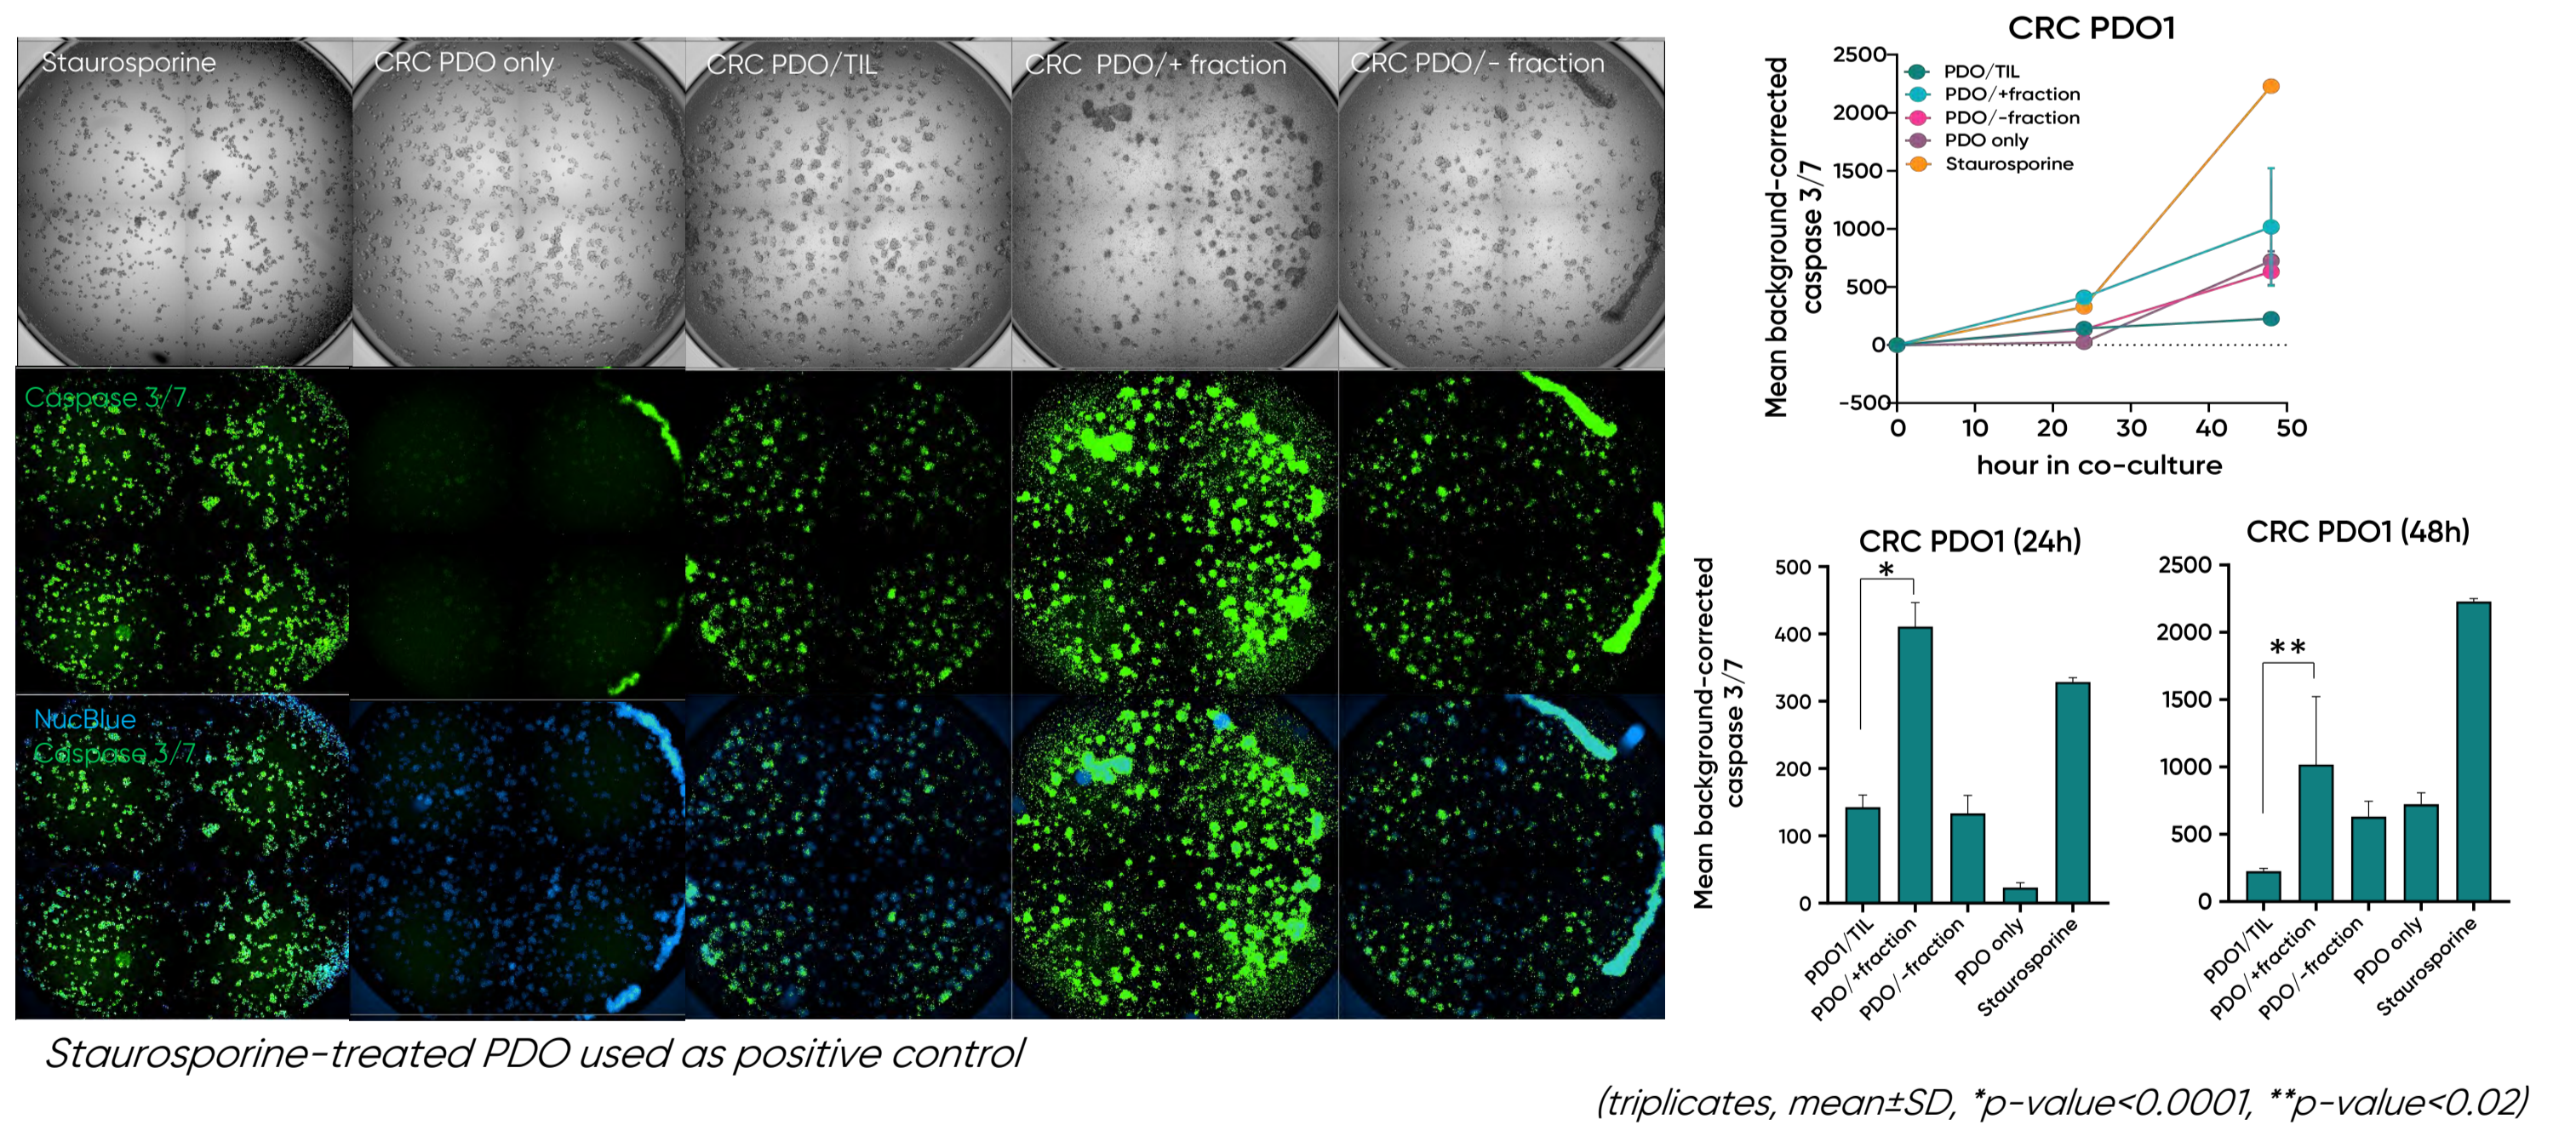 Staurosporine
CRC PDO only
CRC PDO/TIL
CRC PDO/+ fraction
CRC PDO/- fraction
Caspase 3/7
NucBlue
Caspase 3/7
Staurosporine-treated PDO used as positive control
CRC PDO1
Mean background-corrected
caspase 3/7
2500
2000
1500
1000
500
0
-500
PDO/TIL
PDO/+fraction
PDO/-fraction
PDO only
Staurosporine
0 10 20 30 40 50
hour in co-culture
CRC PDO1 (24h)
Mean background-corrected
caspase 3/7
500
400
300
200
100
0
*
PDO1/TIL
PDO/+fraction
PDO/-fraction
PDO only
Staurosporine
CRC PDO1 (48h)
2500
2000
1500
1000
500
0
**
PDO1/TIL
PDO/+fraction
PDO/-fraction
PDO only
Staurosporine
(triplicates, mean±SD, *p-value<0.0001, **p-value<0.02)